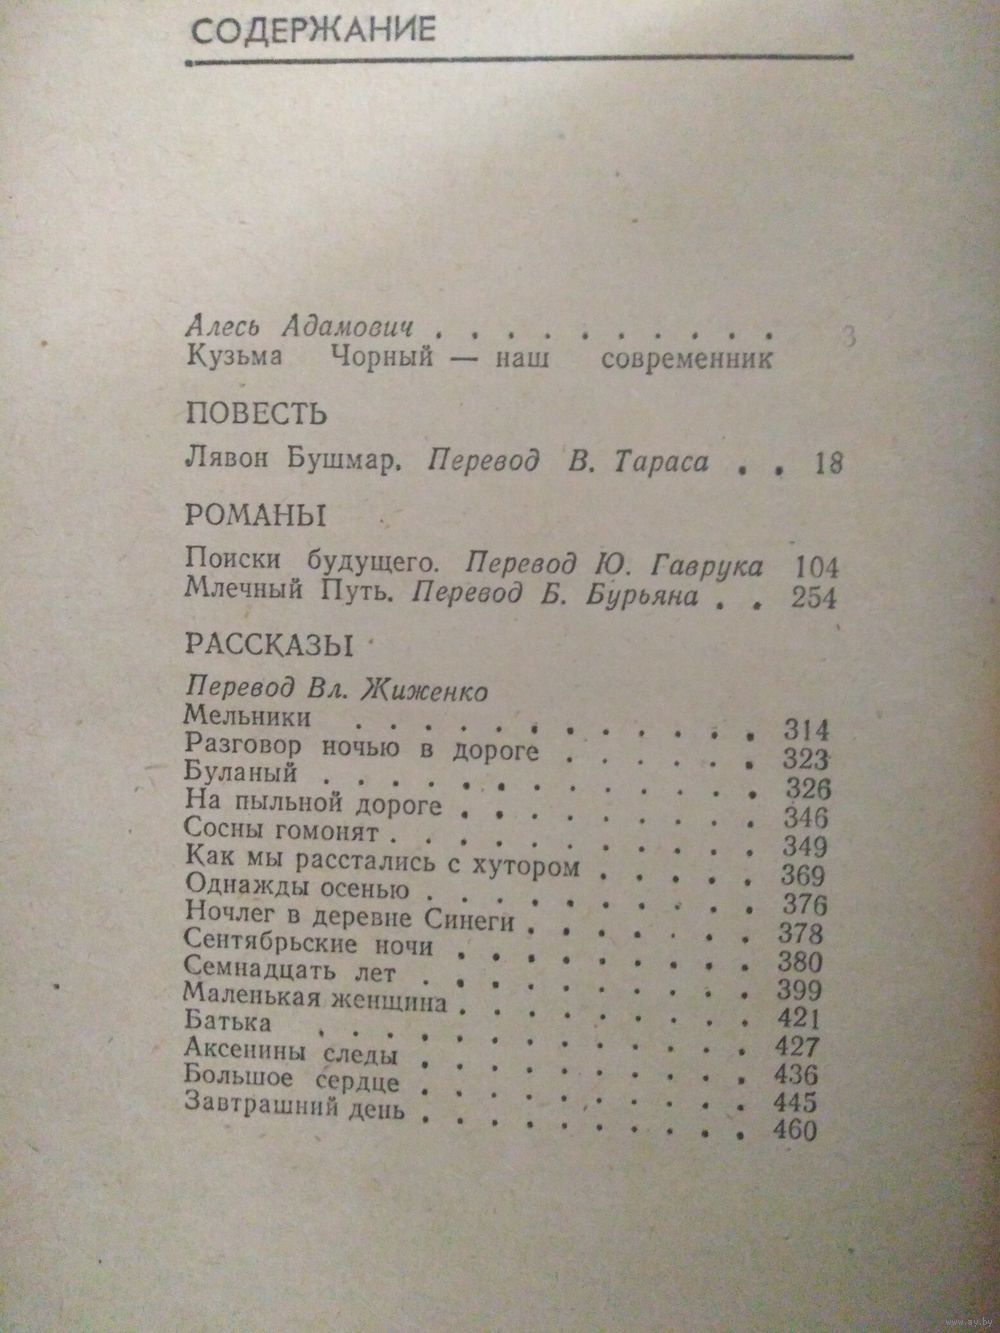 СОДЕРЖАНИЕ
Алесь Адамович . . . . . . . . . . 3
Кузьма Чорный — наш современник
ПОВЕСТЬ
Лявон Бушмар. Перевод В. Тараса . . 18
РОМАНЫ
Поиски будущего. Перевод Ю. Гаврука 104
Млечный Путь. Перевод Б. Бурьяна . . 254
РАССКАЗЫ
Перевод Вл. Жиженко
Мельники . . . . . . . . . . . . 314
Разговор ночью в дороге . . . . . . 323
Буланый . . . . . . . . . . . . . 326
На пыльной дороге . . . . . . . . . 346
Сосны гомонят . . . . . . . . . . . 349
Как мы расстались с хутором . . . . . 369
Однажды осенью . . . . . . . . . . 376
Ночлег в деревне Синеги . . . . . . . 378
Сентябрьские ночи . . . . . . . . . 380
Семнадцать лет . . . . . . . . . . 399
Маленькая женщина . . . . . . . . . 421
Батька . . . . . . . . . . . . . 427
Аксенины следы . . . . . . . . . . 436
Большое сердце . . . . . . . . . . 445
Завтрашний день . . . . . . . . . . 460
www.ay.by